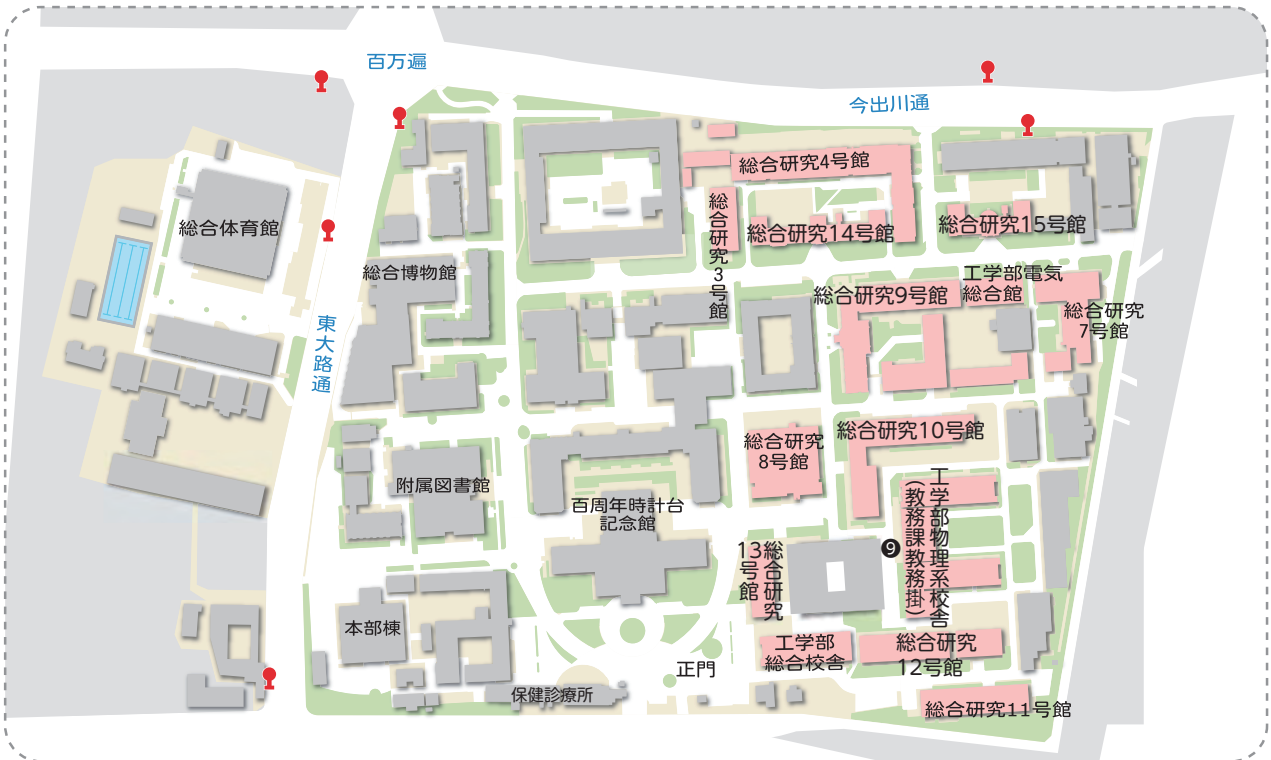 百万遍
今出川通
総合研究4号館
総合体育館
総合研究3号館
総合研究14号館
総合研究15号館
総合博物館
工学部電気
総合館
総合研究9号館
総合研究
7号館
東大路通
総合研究
8号館
総合研究10号館
附属図書館
百周年時計台
記念館
工学部物理系校舎
(教務課教務掛)
❾
総合研究
13号館
本部棟
工学部
総合校舎
総合研究
12号館
正門
保健診療所
総合研究11号館